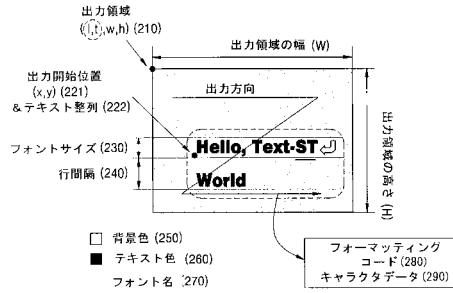 出力領域
(l,t),w,h) (210)
出力領域の幅 (W)
出力開始位置
(x,y) (221)
&テキスト整列 (222)
出力方向
フォントサイズ (230)
行間隔 (240)
Hello, Text-ST
World
出力領域の高さ (H)
背景色 (250)
テキスト色 (260)
フォント名 (270)
フォーマッティング
コード (280)
キャラクタデータ (290)